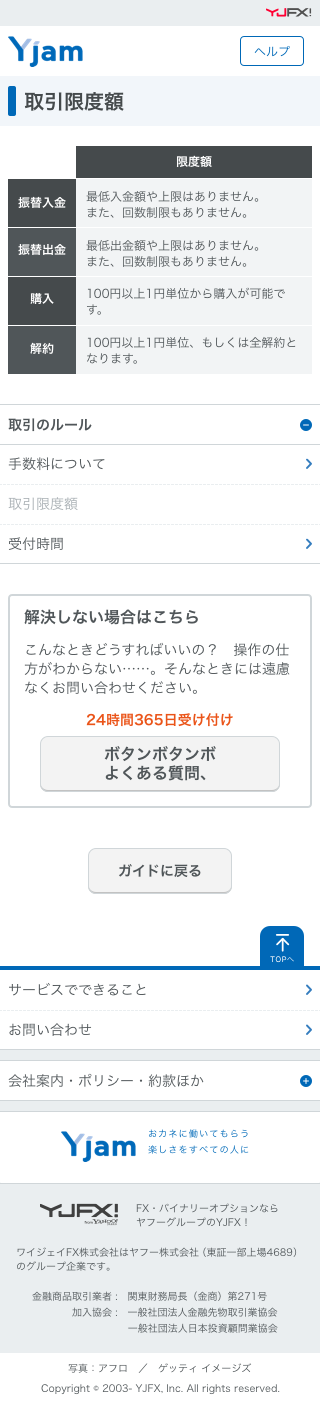 YJFX!
Yjam
ヘルプ
取引限度額
限度額
振替入金
最低入金額や上限はありません。
また、回数制限もありません。
振替出金
最低出金額や上限はありません。
また、回数制限もありません。
購入
100円以上1円単位から購入が可能で
す。
解約
100円以上1円単位、もしくは全解約と
なります。
取引のルール
手数料について
取引限度額
受付時間
解決しない場合はこちら
こんなときどうすればいいの？　操作の仕
方がわからない……。そんなときには遠慮
なくお問い合わせください。
24時間365日受け付け
ボタンボタンボ
よくある質問、
ガイドに戻る
TOPへ
サービスでできること
お問い合わせ
会社案内・ポリシー・約款ほか
Yjam
おカネに働いてもらう
楽しさをすべての人に
YJFX!
from Yahoo!
FX・バイナリーオプションなら
ヤフーグループのYJFX！
ワイジェイFX株式会社はヤフー株式会社（東証一部上場4689）
のグループ企業です。
金融商品取引業者： 関東財務局長（金商）第271号
加入協会： 一般社団法人金融先物取引業協会
一般社団法人日本投資顧問業協会
写真：アフロ　／　ゲッティ イメージズ
Copyright © 2003- YJFX, Inc. All rights reserved.